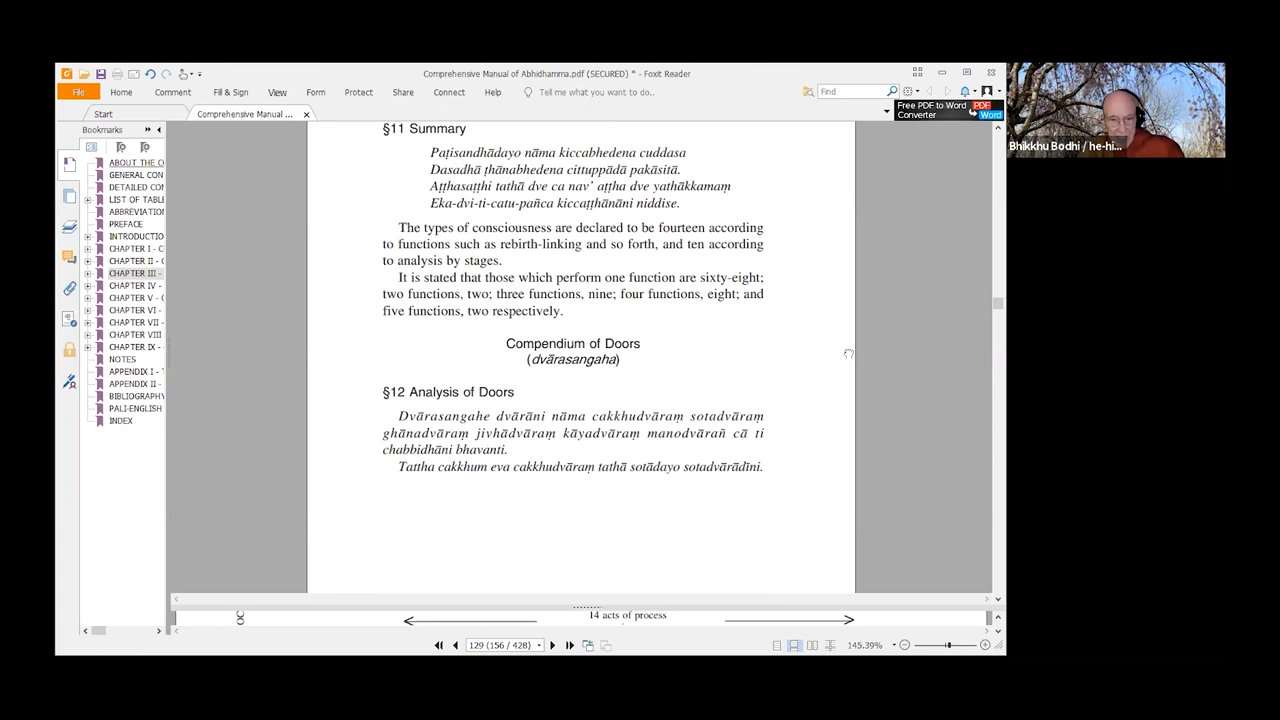 Comprehensive Manual of Abhidhamma.pdf (SECURED) * - Foxit Reader
File Home Comment Fill & Sign View Form Protect Share Connect Help Tell me what you want to do.. Find
Start Comprehensive Manual ...
Free PDF to Word Converter PDF Word
Bookmarks
ABOUT THE C
GENERAL CON
DETAILED CON
LIST OF TABLE
ABBREVIATION
PREFACE
INTRODUCTIO
CHAPTER I - C
CHAPTER II - C
CHAPTER III -
CHAPTER IV -
CHAPTER V - C
CHAPTER VI -
CHAPTER VII -
CHAPTER VIII
CHAPTER IX -
NOTES
APPENDIX I - T
APPENDIX II -
BIBLIOGRAPHY
PALI-ENGLISH
INDEX
§11 Summary
Paṭisandhādayo nāma kiccabhedena cuddasa
Dasadhā ṭhānabhedena cittuppādā pakāsitā.
Aṭṭhasaṭṭhi tathā dve ca nav' aṭṭha dve yathākkamaṃ
Eka-dvi-ti-catu-pañca kiccaṭṭhānāni niddise.
The types of consciousness are declared to be fourteen according
to functions such as rebirth-linking and so forth, and ten according
to analysis by stages.
It is stated that those which perform one function are sixty-eight;
two functions, two; three functions, nine; four functions, eight; and
five functions, two respectively.
Compendium of Doors
(dvārasangaha)
§12 Analysis of Doors
Dvārasangahe dvārāni nāma cakkhudvāraṃ sotadvāraṃ
ghānadvāraṃ jivhādvāraṃ kāyadvāraṃ manodvārañ cā ti
chabbidhāni bhavanti.
Tattha cakkhum eva cakkhudvāraṃ tathā sotādayo sotadvārādīni.
14 acts of process
129 (156 / 428)
145.39%
Bhikkhu Bodhi / he-hi...